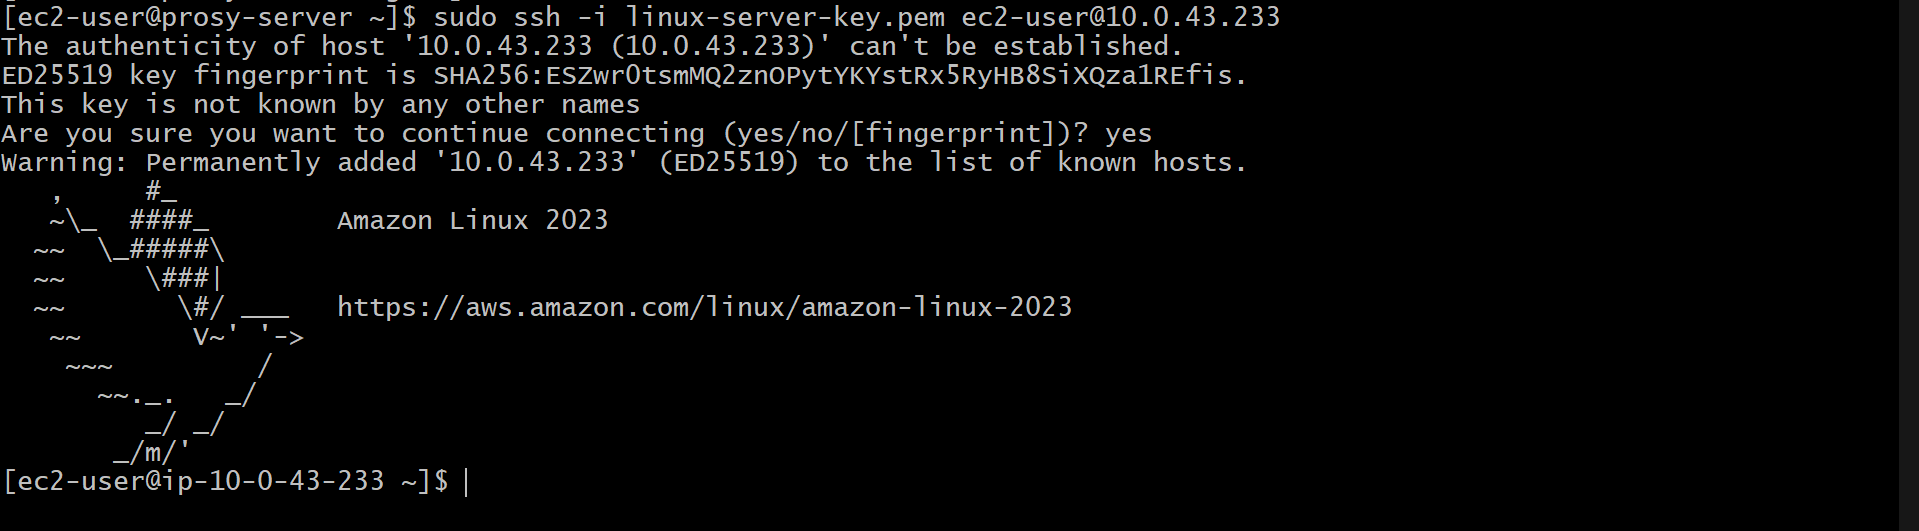 [ec2-user@prosy-server ~]$ sudo ssh -i linux-server-key.pem ec2-user@10.0.43.233
The authenticity of host '10.0.43.233 (10.0.43.233)' can't be established.
ED25519 key fingerprint is SHA256:ESZwr0tsmMQ2znOPytYKYstRx5RyHB8SiXQza1REfis.
This key is not known by any other names
Are you sure you want to continue connecting (yes/no/[fingerprint])? yes
Warning: Permanently added '10.0.43.233' (ED25519) to the list of known hosts.
   ,     #_
   ~\_  ####_        Amazon Linux 2023
  ~~  \_#####\
  ~~     \###|
  ~~       \#/ ___   https://aws.amazon.com/linux/amazon-linux-2023
   ~~       V~' '->
    ~~~         /
      ~~._.   _/
         _/ _/
       _/m/'
[ec2-user@ip-10-0-43-233 ~]$